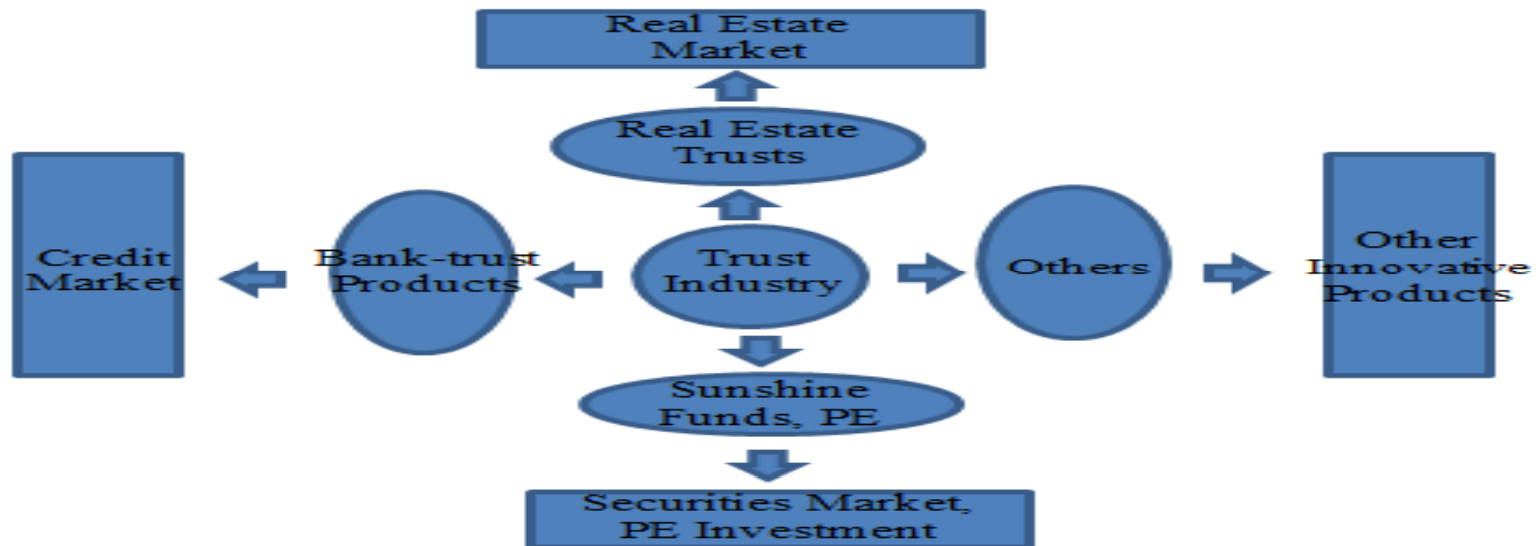 Real Estate
Market
Real Estate
Trusts
Credit
Market
Bank-trust
Products
Trust
Industry
Others
Other
Innovative
Products
Sunshine
Funds, PE
Securities Market,
PE Investment